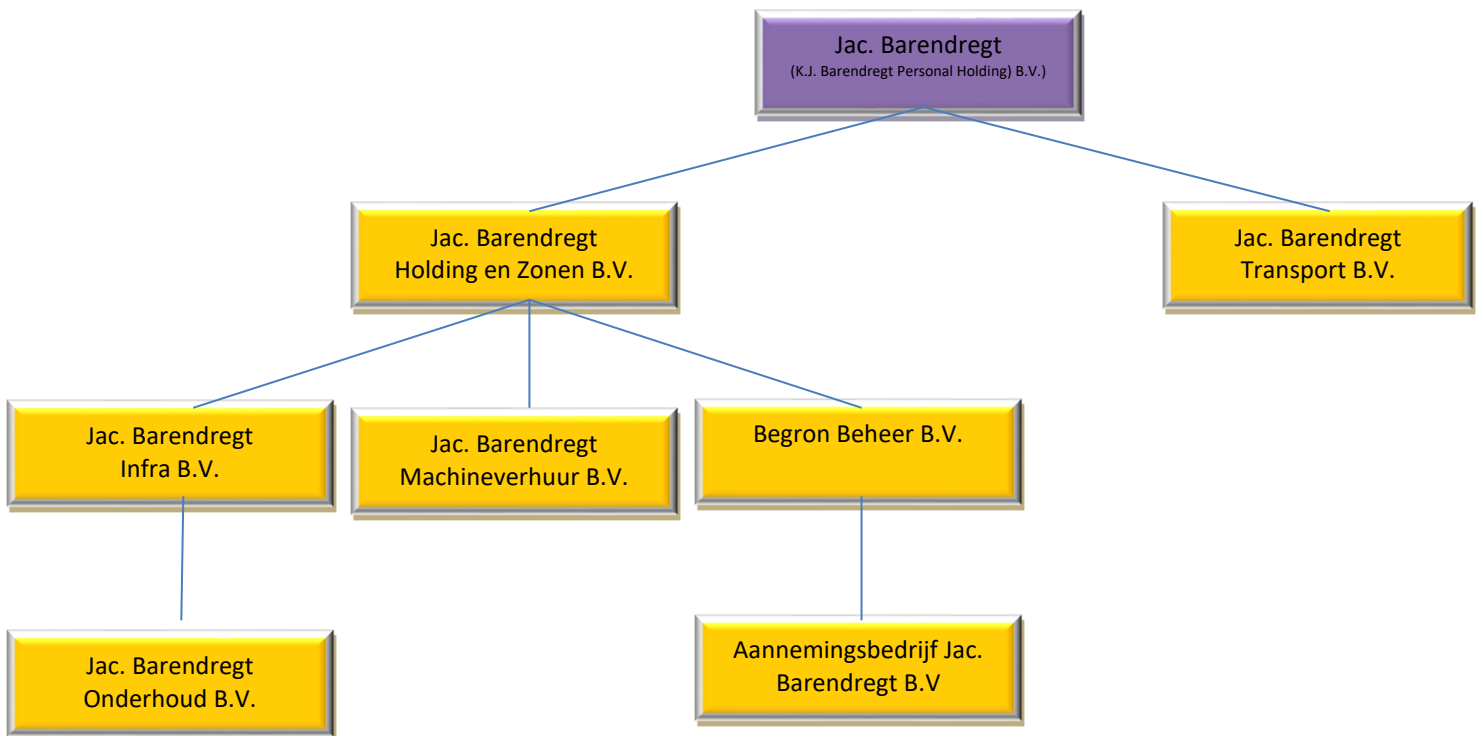 Jac. Barendregt
(K.J. Barendregt Personal Holding) B.V.)
Jac. Barendregt
Holding en Zonen B.V.
Jac. Barendregt
Transport B.V.
Jac. Barendregt
Infra B.V.
Jac. Barendregt
Machineverhuur B.V.
Begron Beheer B.V.
Jac. Barendregt
Onderhoud B.V.
Aannemingsbedrijf Jac.
Barendregt B.V